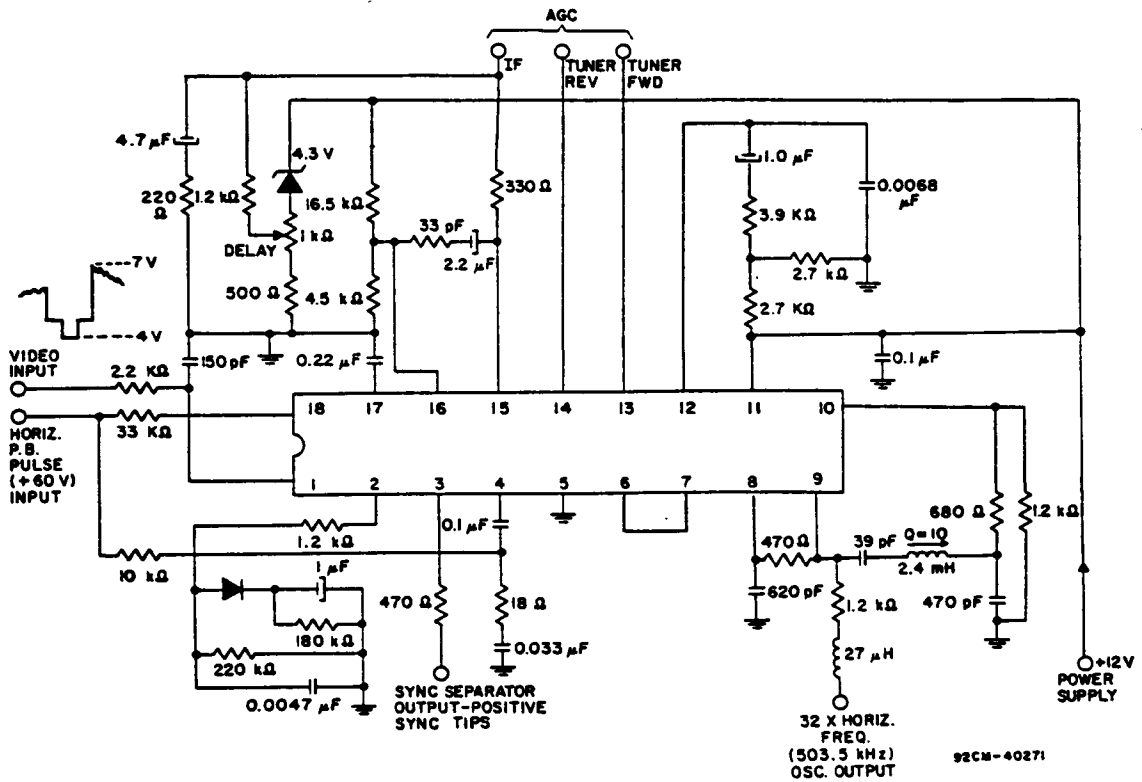 AGC
IF
TUNER
REV
TUNER
FWD
4.7 µF
220
Ω
1.2 kΩ
4.3 V
DELAY
1 kΩ
500 Ω
16.5 kΩ
4.5 kΩ
33 pF
2.2 µF
330 Ω
1.0 µF
3.9 KΩ
0.0068
µF
2.7 kΩ
2.7 KΩ
0.1 µF
7 V
4 V
VIDEO
INPUT
2.2 KΩ
150 pF
0.22 µF
HORIZ.
P.B.
PULSE
(+60 V)
INPUT
33 KΩ
18 17 16 15 14 13 12 11 10
1 2 3 4 5 6 7 8 9
1.2 kΩ
10 kΩ
1 µF
180 kΩ
220 kΩ
0.0047 µF
470 Ω
0.1 µF
18 Ω
0.033 µF
SYNC SEPARATOR
OUTPUT-POSITIVE
SYNC TIPS
470 Ω
620 pF
39 pF
Q=10
2.4 mH
680 Ω
1.2 kΩ
470 pF
1.2 kΩ
27 µH
32 X HORIZ.
FREQ.
(503.5 kHz)
OSC. OUTPUT
+12V
POWER
SUPPLY
92CM-40271